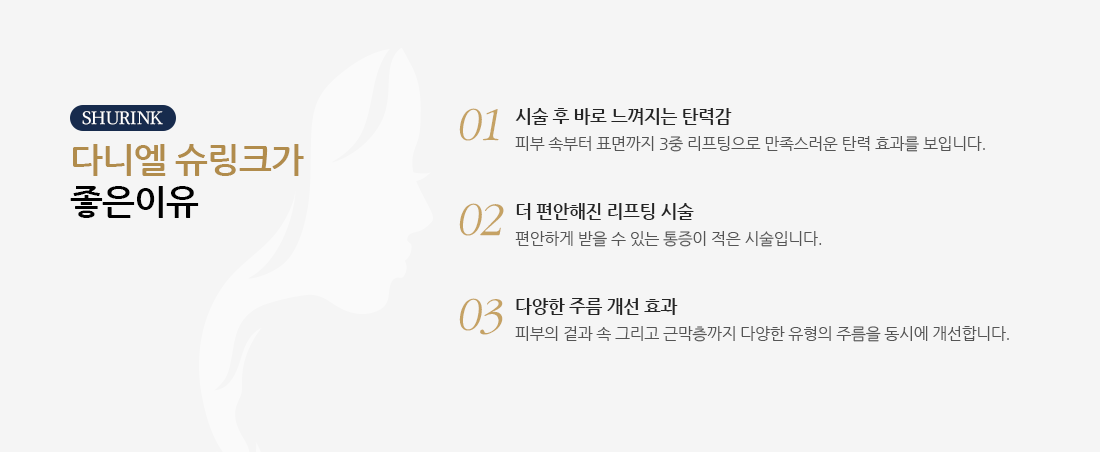 SHURINK
다니엘 슈링크가
좋은이유
01
시술 후 바로 느껴지는 탄력감
피부 속부터 표면까지 3중 리프팅으로 만족스러운 탄력 효과를 보입니다.
02
더 편안해진 리프팅 시술
편안하게 받을 수 있는 통증이 적은 시술입니다.
03
다양한 주름 개선 효과
피부의 겉과 속 그리고 근막층까지 다양한 유형의 주름을 동시에 개선합니다.